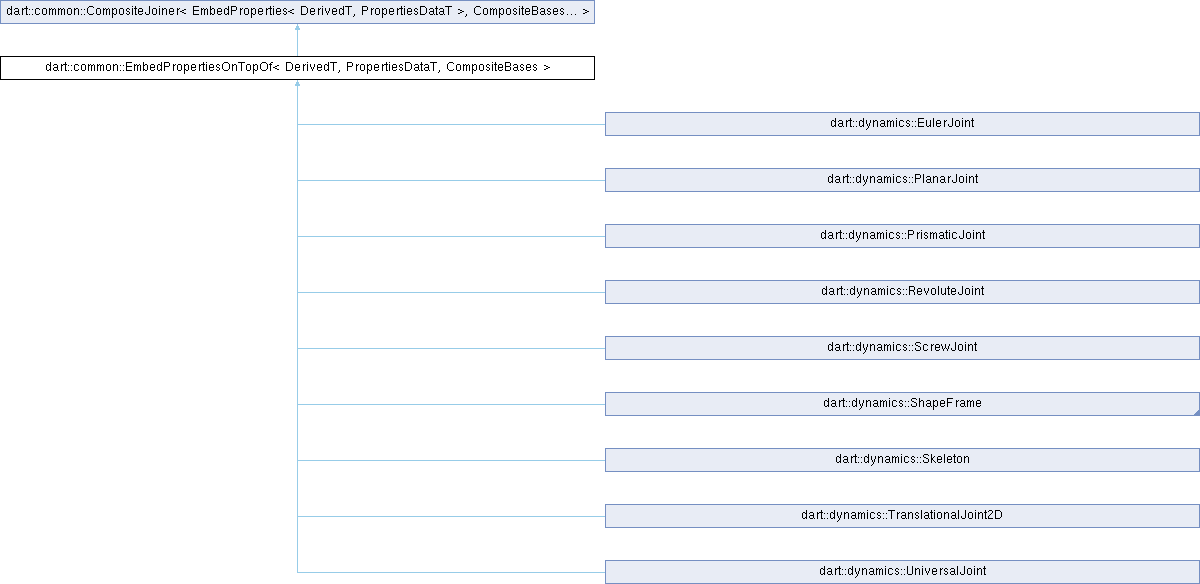 dart::common::CompositeJoiner< EmbedProperties< DerivedT, PropertiesDataT >, CompositeBases... >
dart::common::EmbedPropertiesOnTopOf< DerivedT, PropertiesDataT, CompositeBases >
dart::dynamics::EulerJoint
dart::dynamics::PlanarJoint
dart::dynamics::PrismaticJoint
dart::dynamics::RevoluteJoint
dart::dynamics::ScrewJoint
dart::dynamics::ShapeFrame
dart::dynamics::Skeleton
dart::dynamics::TranslationalJoint2D
dart::dynamics::UniversalJoint